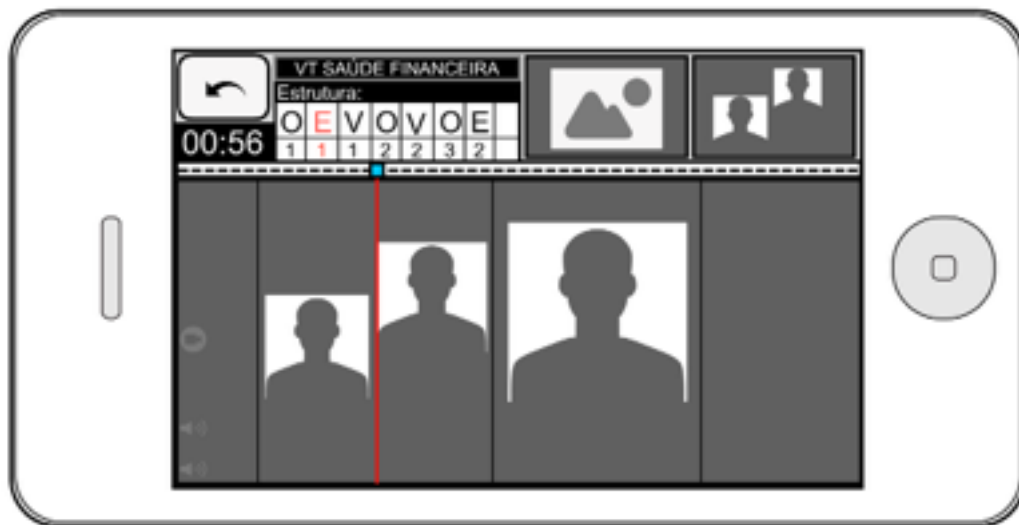 VT SAÚDE FINANCEIRA
Estrutura:
O E V O V O E
1 1 1 2 2 3 2
00:56